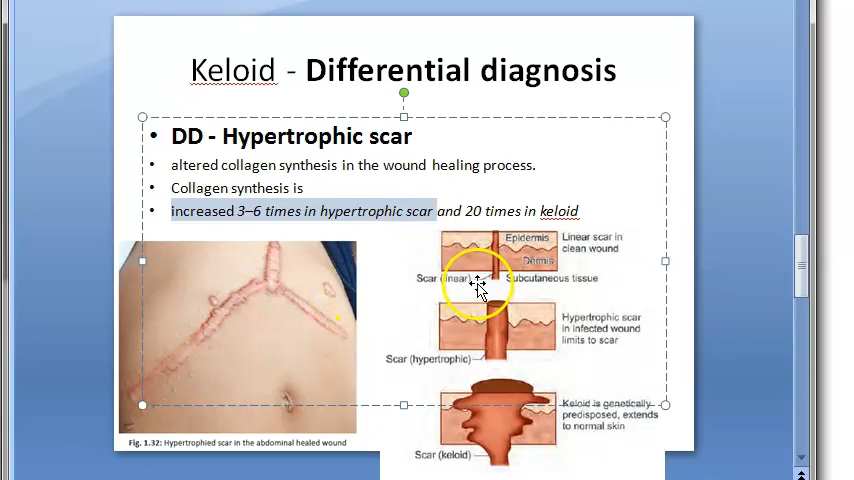 Keloid - Differential diagnosis
• DD - Hypertrophic scar
• altered collagen synthesis in the wound healing process.
• Collagen synthesis is
• increased 3–6 times in hypertrophic scar and 20 times in keloid
Epidermis
Dermis
Linear scar in
clean wound
Scar (linear)
Subcutaneous tissue
Hypertrophic scar
in infected wound
limits to scar
Scar (hypertrophic)
Keloid is genetically
predisposed, extends
to normal skin
Scar (keloid)
Fig. 1.32: Hypertrophied scar in the abdominal healed wound